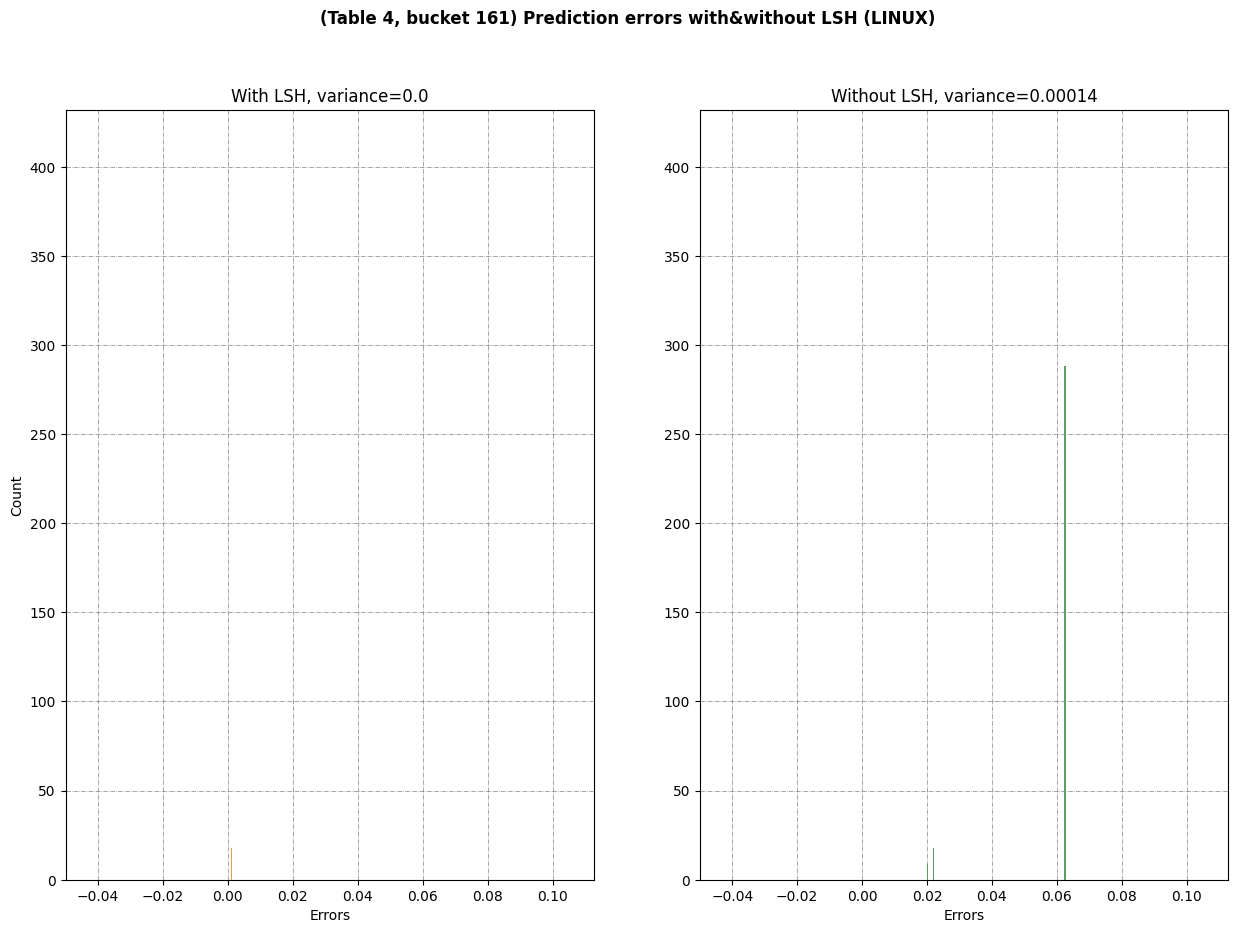 (Table 4, bucket 161) Prediction errors with&without LSH (LINUX)
With LSH, variance=0.0
400
350
300
250
200
150
100
50
0
Count
−0.04 −0.02 0.00 0.02 0.04 0.06 0.08 0.10
Errors
Without LSH, variance=0.00014
400
350
300
250
200
150
100
50
0
−0.04 −0.02 0.00 0.02 0.04 0.06 0.08 0.10
Errors